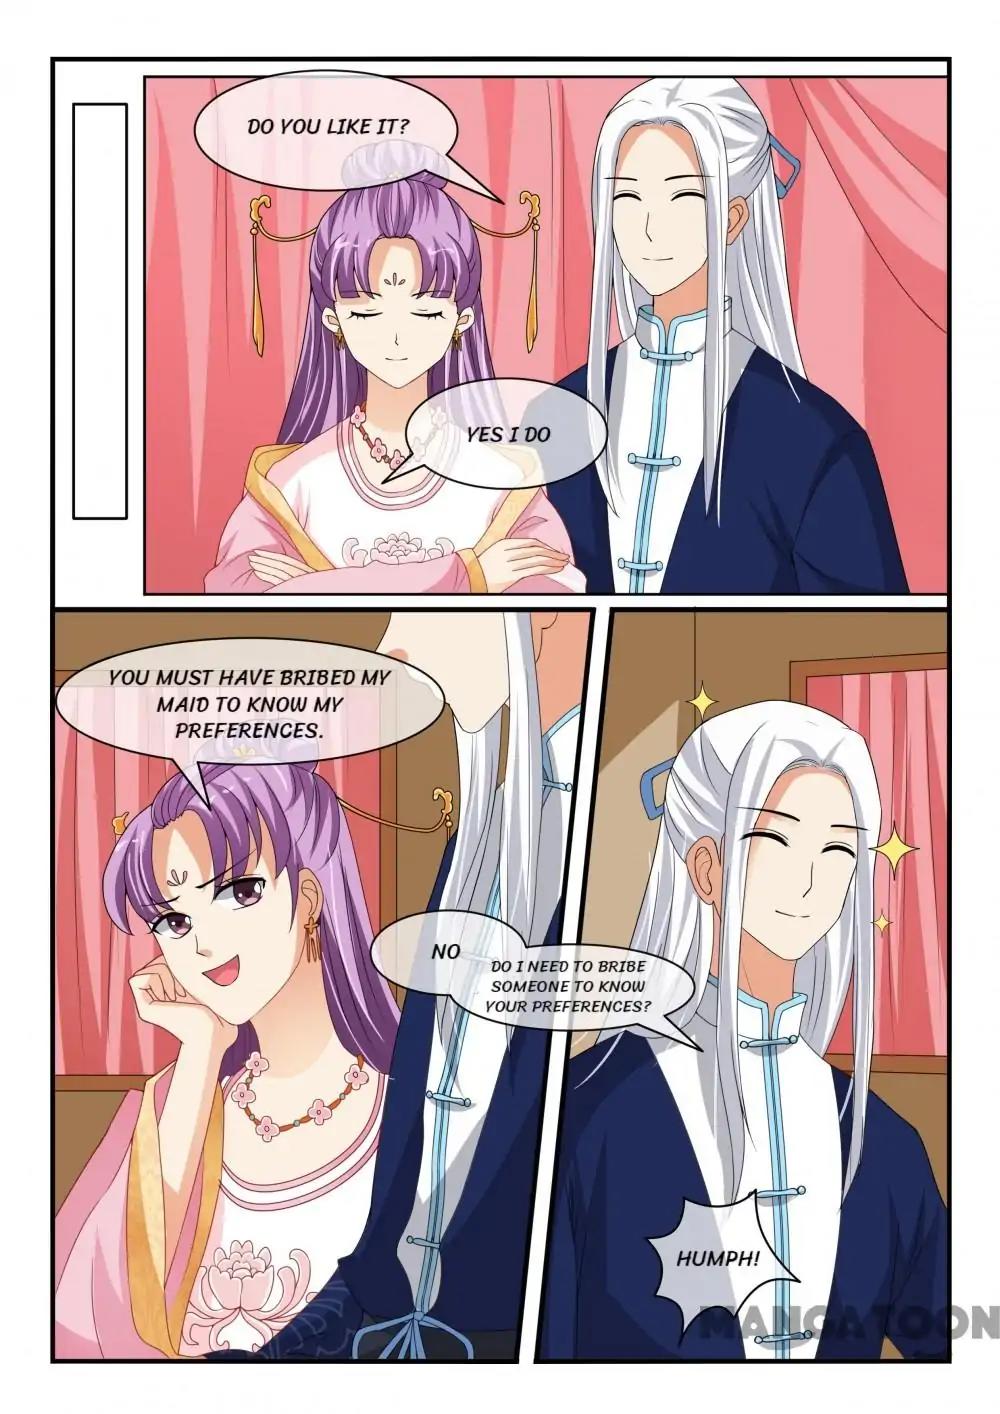 DO YOU LIKE IT?
YES I DO
YOU MUST HAVE BRIBED MY
MAID TO KNOW MY
PREFERENCES.
NO
DO I NEED TO BRIBE
SOMEONE TO KNOW
YOUR PREFERENCES?
HUMPH!
MANGATOON